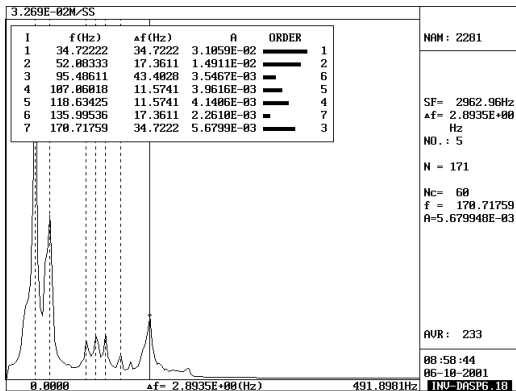 3.269E-02M/SS
I f(Hz) ▵f(Hz) A ORDER
1 34.72222 34.7222 3.1059E-02 1
2 52.08333 17.3611 1.4911E-02 2
3 95.48611 43.4028 3.5467E-03 6
4 107.06018 11.5741 3.9616E-03 5
5 118.63425 11.5741 4.1406E-03 4
6 135.99536 17.3611 2.2610E-03 7
7 170.71759 34.7222 5.6799E-03 3
NAM: Z281
SF= 2962.96Hz
▵f= 2.8935E+00
Hz
NO.: 5
N = 171
Nc= 60
f = 170.71759
A=5.679948E-03
AVR: 233
08:58:44
06-10-2001
INV-DASP6.18
0.0000 ▵f= 2.8935E+00(Hz) 491.8981Hz